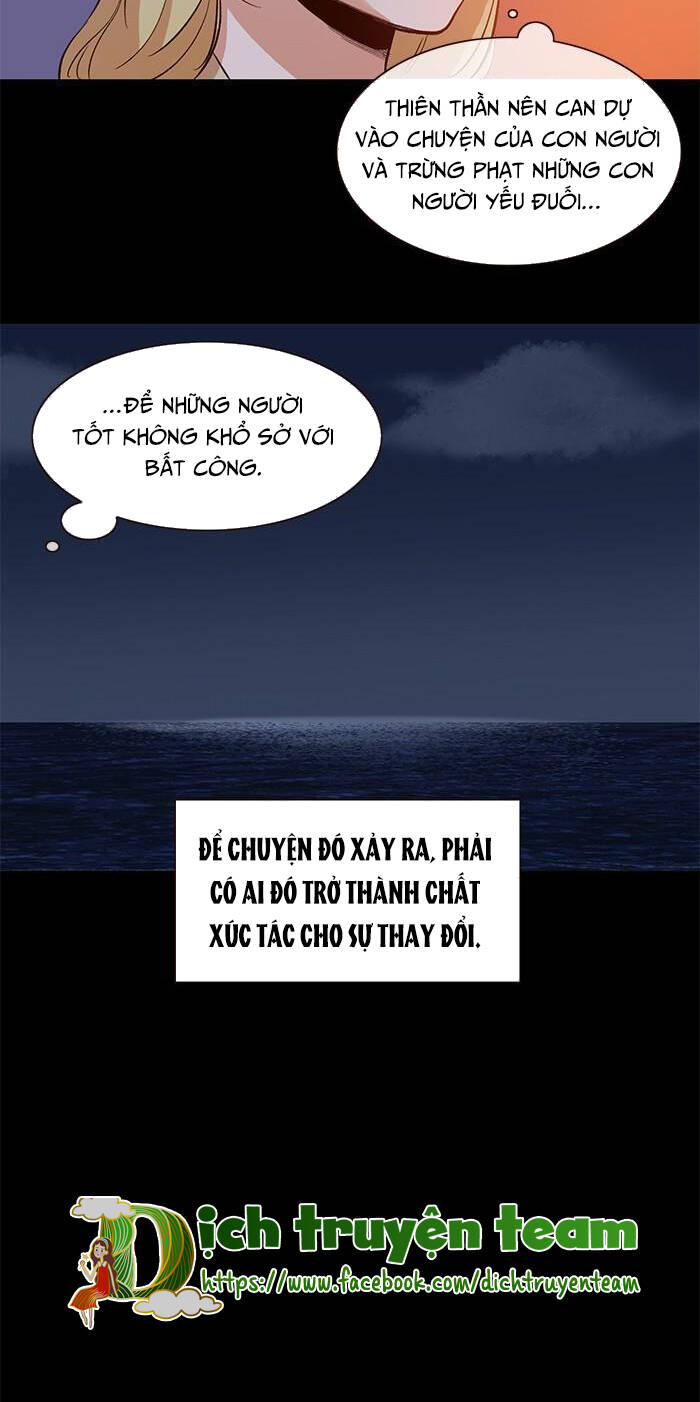 THIÊN THẦN NÊN CAN DỰ
VÀO CHUYỆN CỦA CON NGƯỜI
VÀ TRỪNG PHẠT NHỮNG CON
NGƯỜI YẾU ĐUỐI...
...ĐỂ NHỮNG NGƯỜI
TỐT KHÔNG KHỔ SỞ VỚI
BẤT CÔNG.
ĐỂ CHUYỆN ĐÓ XẢY RA, PHẢI
CÓ AI ĐÓ TRỞ THÀNH CHẤT
XÚC TÁC CHO SỰ THAY ĐỔI.
Dịch truyện team
https://www.facebook.com/dichtruyenteam